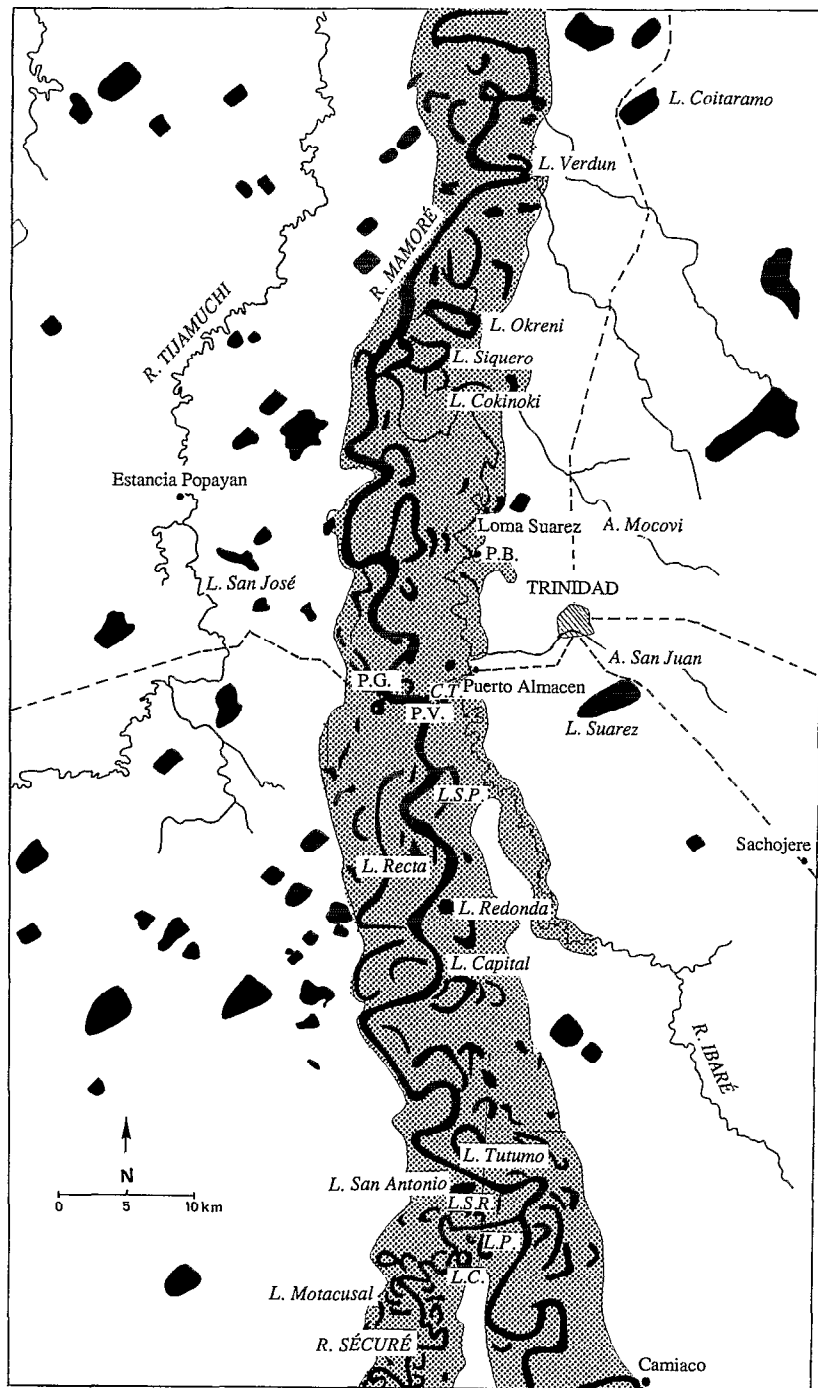 L. Coitaramo
L. Verdun
R. MAMORÉ
R. TIJAMUCHI
L. Okreni
L. Siquero
L. Cokinoki
Estancia Popayan
Loma Suarez
A. Mocovi
P.B.
L. San José
TRINIDAD
A. San Juan
P.G.
C.T
Puerto Almacen
P.V.
L. Suarez
L.S.P.
Sachojere
L. Recta
L. Redonda
L. Capital
R. IBARÉ
L. Tutumo
N
L. San Antonio
0 5 10 km
L.S.R.
L.P.
L.C.
L. Motacusal
R. SÉCURÉ
Camiaco